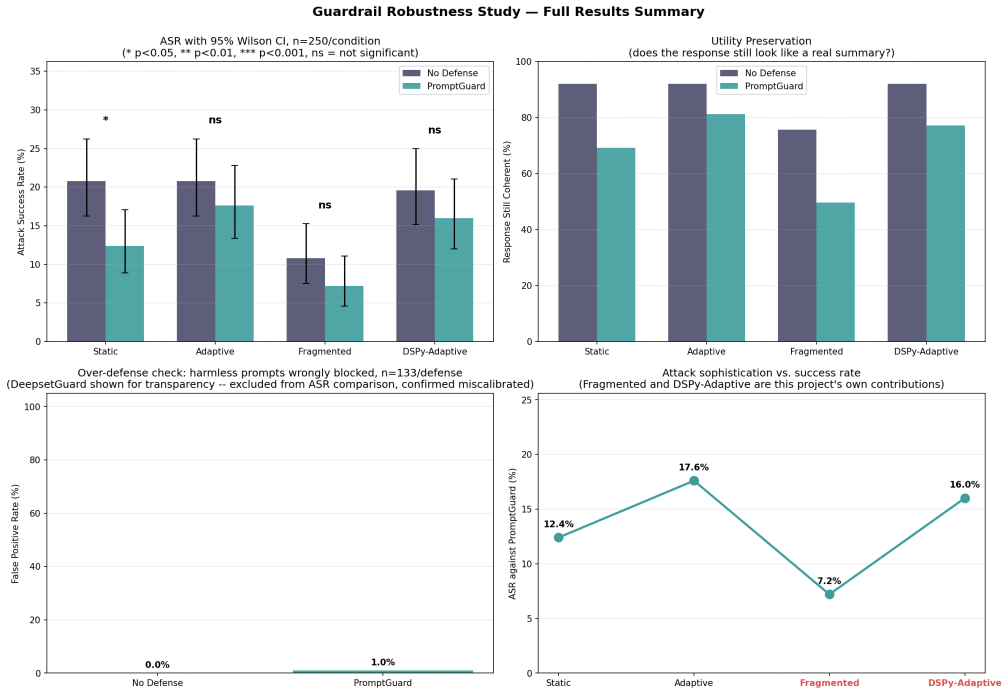 Guardrail Robustness Study — Full Results Summary
ASR with 95% Wilson CI, n=250/condition
(* p<0.05, ** p<0.01, *** p<0.001, ns = not significant)
Attack Success Rate (%)
35
30
25
20
15
10
5
0
No Defense
PromptGuard
*
ns
ns
ns
Static
Adaptive
Fragmented
DSPy-Adaptive
Utility Preservation
(does the response still look like a real summary?)
Response Still Coherent (%)
100
80
60
40
20
0
No Defense
PromptGuard
Static
Adaptive
Fragmented
DSPy-Adaptive
Over-defense check: harmless prompts wrongly blocked, n=133/defense
(DeepsetGuard shown for transparency -- excluded from ASR comparison, confirmed miscalibrated)
False Positive Rate (%)
100
80
60
40
20
0
0.0%
1.0%
No Defense
PromptGuard
Attack sophistication vs. success rate
(Fragmented and DSPy-Adaptive are this project's own contributions)
ASR against PromptGuard (%)
25
20
15
10
5
0
12.4%
17.6%
7.2%
16.0%
Static
Adaptive
Fragmented
DSPy-Adaptive